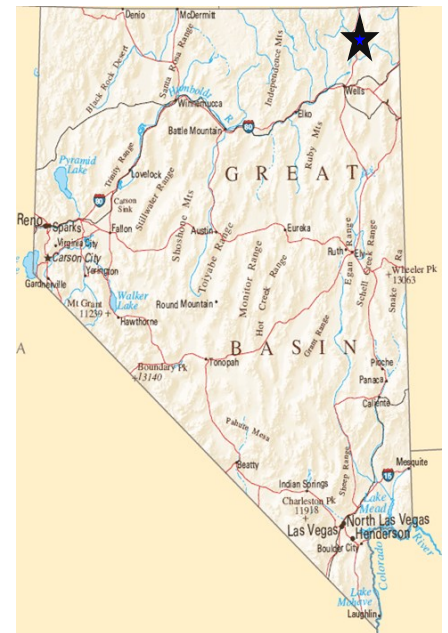 Denio
McDermitt
Black Rock Desert
Santa Rosa Range
Independence Mts
Humboldt
R
Winnemucca
Wells
Elko
Battle Mountain
80
Ruby Mts
Pyramid
Lake
Trinity Range
Lovelock
GREAT
80
Carson
Sink
Stillwater Range
Shoshone Mts
Reno
Sparks
Fallon
Austin
Eureka
Virginia City
Carson City
Toiyabe Range
Monitor Range
Hot Creek Range
Ruth
Ely
Egan Range
Schell Creek Range
Snake Ra
Wheeler Pk
13063
Yerington
Gardnerville
Mt Grant
11239
Walker
Lake
Round Mountain
Hawthorne
A
BASIN
Grant Range
Boundary Pk
13140
Tonopah
Pioche
Panaca
Caliente
Pahute Mesa
Beatty
Sheep Range
Mesquite
15
Indian Springs
Charleston Pk
11918
Lake
Mead
North Las Vegas
Las Vegas
Henderson
Boulder City
Colorado
River
Lake
Mohave
Laughlin